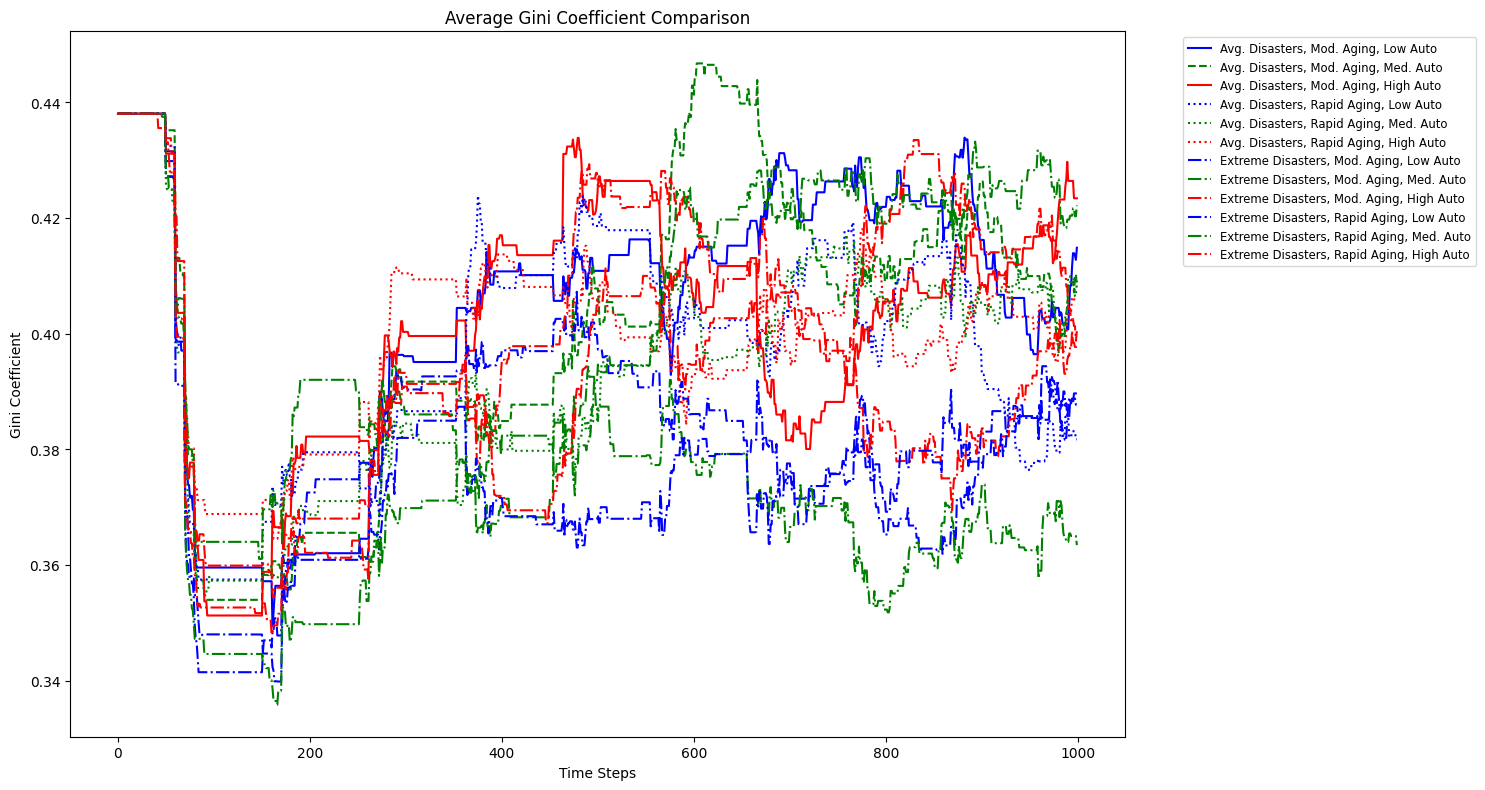 Average Gini Coefficient Comparison
Gini Coefficient
0.44
0.42
0.40
0.38
0.36
0.34
0
200
400
600
800
1000
Time Steps
Avg. Disasters, Mod. Aging, Low Auto
Avg. Disasters, Mod. Aging, Med. Auto
Avg. Disasters, Mod. Aging, High Auto
Avg. Disasters, Rapid Aging, Low Auto
Avg. Disasters, Rapid Aging, Med. Auto
Avg. Disasters, Rapid Aging, High Auto
Extreme Disasters, Mod. Aging, Low Auto
Extreme Disasters, Mod. Aging, Med. Auto
Extreme Disasters, Mod. Aging, High Auto
Extreme Disasters, Rapid Aging, Low Auto
Extreme Disasters, Rapid Aging, Med. Auto
Extreme Disasters, Rapid Aging, High Auto